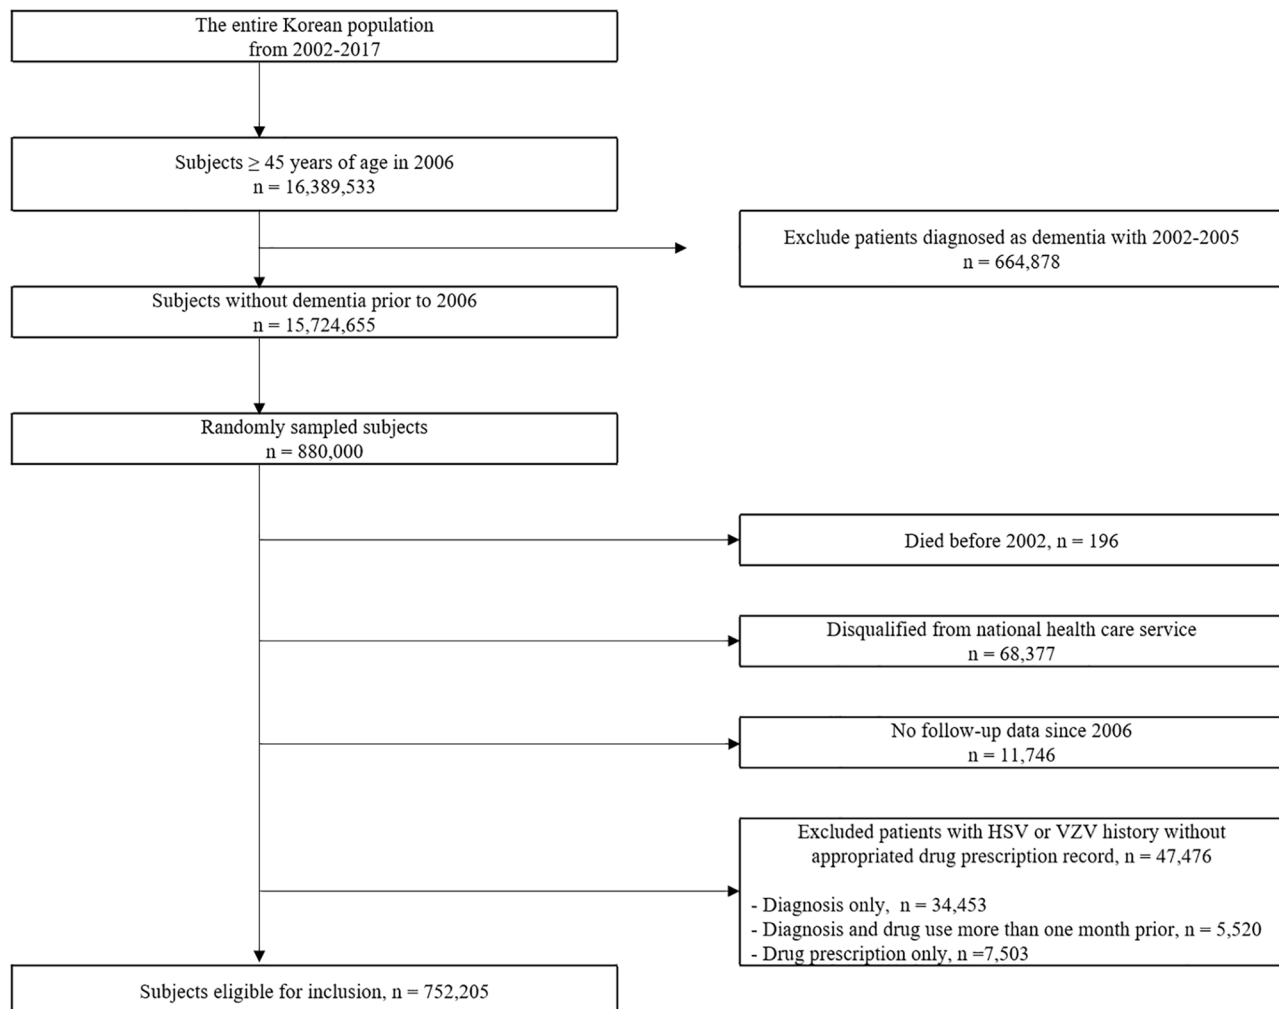 The entire Korean population
from 2002-2017
Subjects ≥ 45 years of age in 2006
n = 16,389,533
Exclude patients diagnosed as dementia with 2002-2005
n = 664,878
Subjects without dementia prior to 2006
n = 15,724,655
Randomly sampled subjects
n = 880,000
Died before 2002, n = 196
Disqualified from national health care service
n = 68,377
No follow-up data since 2006
n = 11,746
Excluded patients with HSV or VZV history without
appropriated drug prescription record, n = 47,476
- Diagnosis only,  n = 34,453
- Diagnosis and drug use more than one month prior, n = 5,520
- Drug prescription only, n =7,503
Subjects eligible for inclusion, n = 752,205